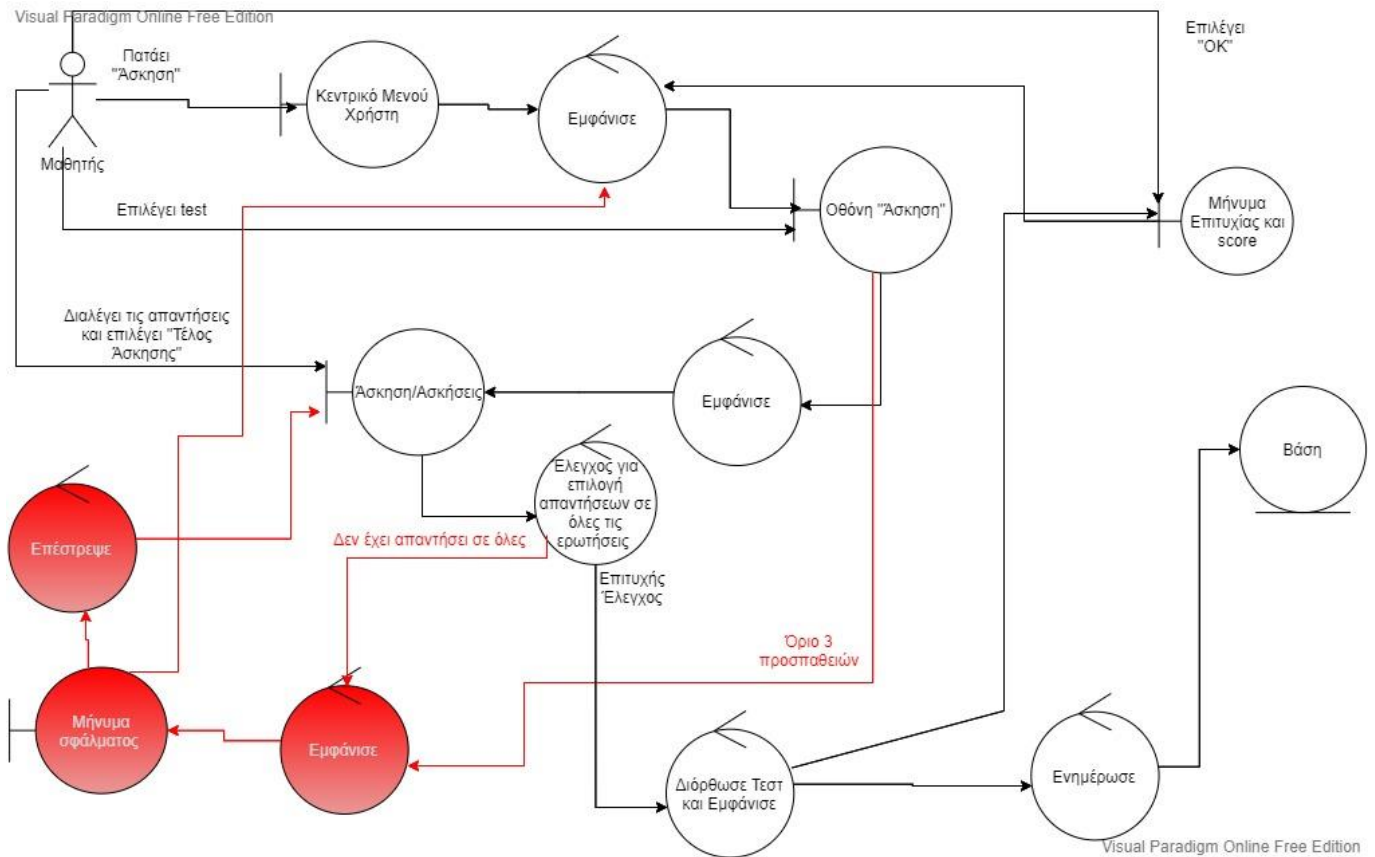 Visual Paradigm Online Free Edition
Επιλέγει
"ΟΚ"
Πατάει
"Άσκηση"
Κεντρικό Μενού
Χρήστη
Εμφάνισε
Μαθητής
Επιλέγει test
Οθόνη "Άσκηση"
Μήνυμα
Επιτυχίας και
score
Διαλέγει τις απαντήσεις
και επιλέγει "Τέλος
Άσκησης"
Άσκηση/Ασκήσεις
Εμφάνισε
Έλεγχος για
επιλογή
απαντήσεων σε
όλες τις
ερωτήσεις
Βάση
Επέστρεψε
Δεν έχει απαντήσει σε όλες
Επιτυχής
Έλεγχος
Όριο 3
προσπαθειών
Μήνυμα
σφάλματος
Εμφάνισε
Διόρθωσε Τεστ
και Εμφάνισε
Ενημέρωσε
Visual Paradigm Online Free Edition